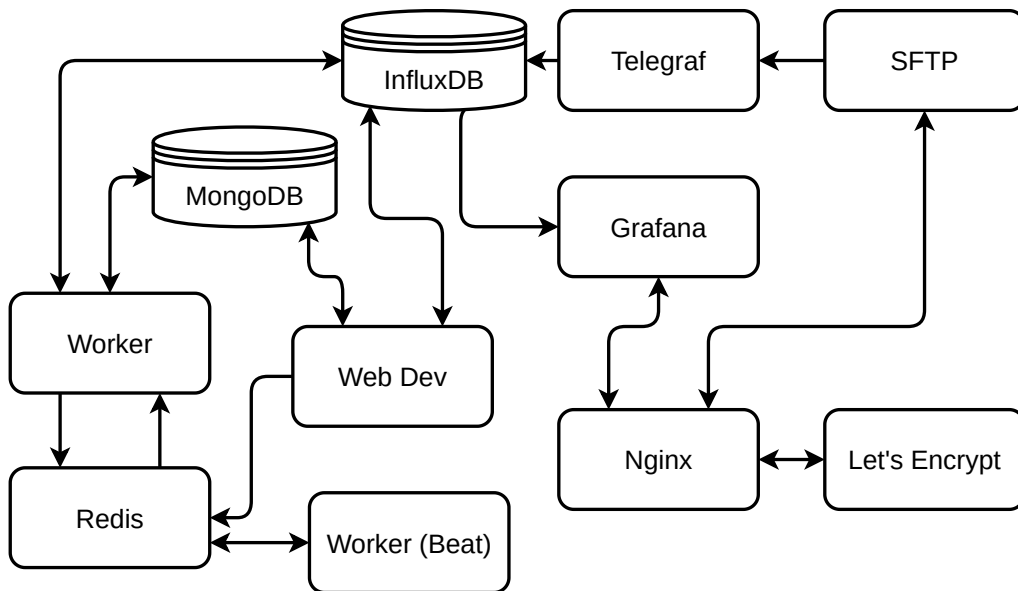 InfluxDB
Telegraf
SFTP
MongoDB
Grafana
Worker
Web Dev
Nginx
Let's Encrypt
Redis
Worker (Beat)